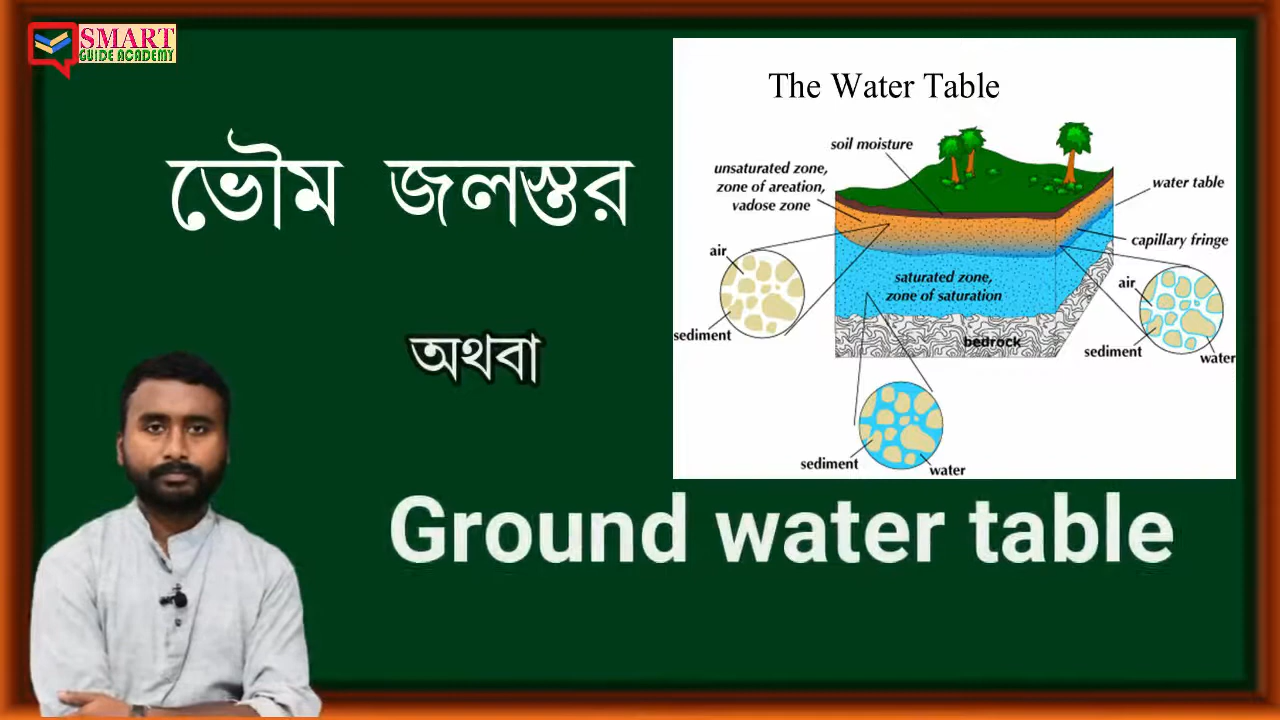 SMART
GUIDE ACADEMY
ভৌম জলস্তর
অথবা
Ground water table
The Water Table
soil moisture
unsaturated zone,
zone of areation,
vadose zone
water table
capillary fringe
air
sediment
saturated zone,
zone of saturation
bedrock
air
sediment
water
sediment
water